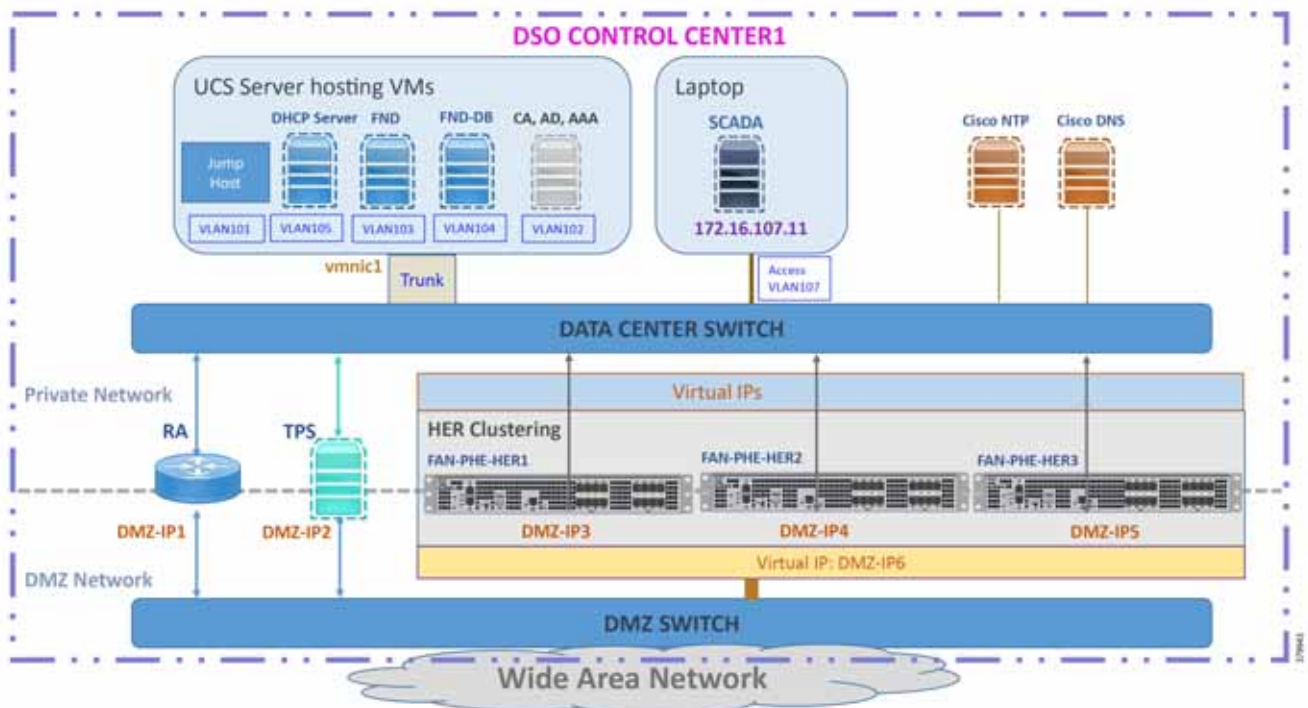 DSO CONTROL CENTER1
UCS Server hosting VMs
DHCP Server
FND
FND-DB
CA, AD, AAA
Jump
Host
VLAN101
VLAN105
VLAN103
VLAN104
VLAN102
Laptop
SCADA
172.16.107.11
Cisco NTP
Cisco DNS
vmnic1
Trunk
Access
VLAN107
DATA CENTER SWITCH
Private Network
Virtual IPs
RA
TPS
HER Clustering
FAN-PHE-HER1
FAN-PHE-HER2
FAN-PHE-HER3
DMZ-IP1
DMZ-IP2
DMZ-IP3
DMZ-IP4
DMZ-IP5
Virtual IP: DMZ-IP6
DMZ Network
DMZ SWITCH
Wide Area Network